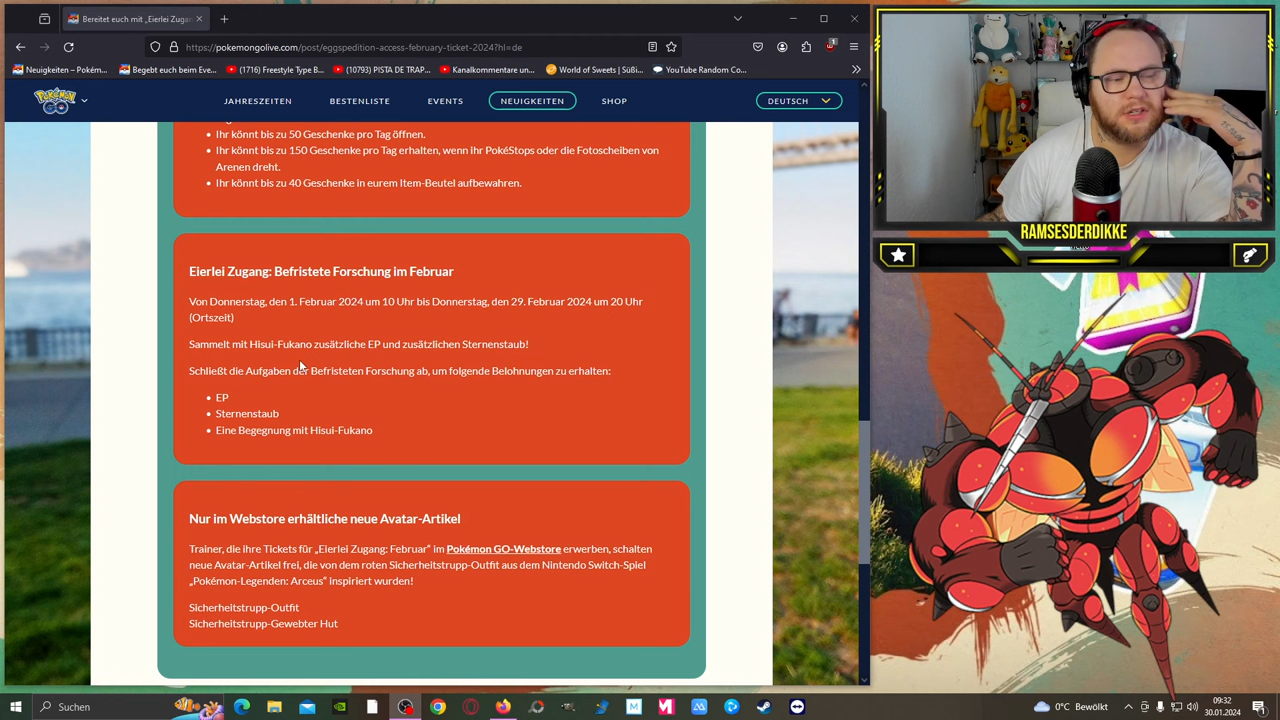 Bereitet euch mit „Eierlei Zugan
https://pokemongolive.com/post/eggspedition-access-february-ticket-2024?hl=de
1
Neuigkeiten – Pokém...
Begebt euch beim Eve...
(1716) Freestyle Type B...
(10793) PISTA DE TRAP...
Kanalkommentare un...
World of Sweets | Süßi...
YouTube Random Co...
POKÉMON GO
JAHRESZEITEN
BESTENLISTE
EVENTS
NEUIGKEITEN
SHOP
DEUTSCH
Ihr könnt bis zu 50 Geschenke pro Tag öffnen.
Ihr könnt bis zu 150 Geschenke pro Tag erhalten, wenn ihr PokéStops oder die Fotoscheiben von
Arenen dreht.
Ihr könnt bis zu 40 Geschenke in eurem Item-Beutel aufbewahren.
Eierlei Zugang: Befristete Forschung im Februar
Von Donnerstag, den 1. Februar 2024 um 10 Uhr bis Donnerstag, den 29. Februar 2024 um 20 Uhr
(Ortszeit)
Sammelt mit Hisui-Fukano zusätzliche EP und zusätzlichen Sternenstaub!
Schließt die Aufgaben der Befristeten Forschung ab, um folgende Belohnungen zu erhalten:
EP
Sternenstaub
Eine Begegnung mit Hisui-Fukano
Nur im Webstore erhältliche neue Avatar-Artikel
Trainer, die ihre Tickets für „Eierlei Zugang: Februar“ im Pokémon GO-Webstore erwerben, schalten
neue Avatar-Artikel frei, die von dem roten Sicherheitstrupp-Outfit aus dem Nintendo Switch-Spiel
„Pokémon-Legenden: Arceus“ inspiriert wurden!
Sicherheitstrupp-Outfit
Sicherheitstrupp-Gewebter Hut
RAMSESDERDIKKE
Suchen
0°C Bewölkt
09:32
30.01.2024